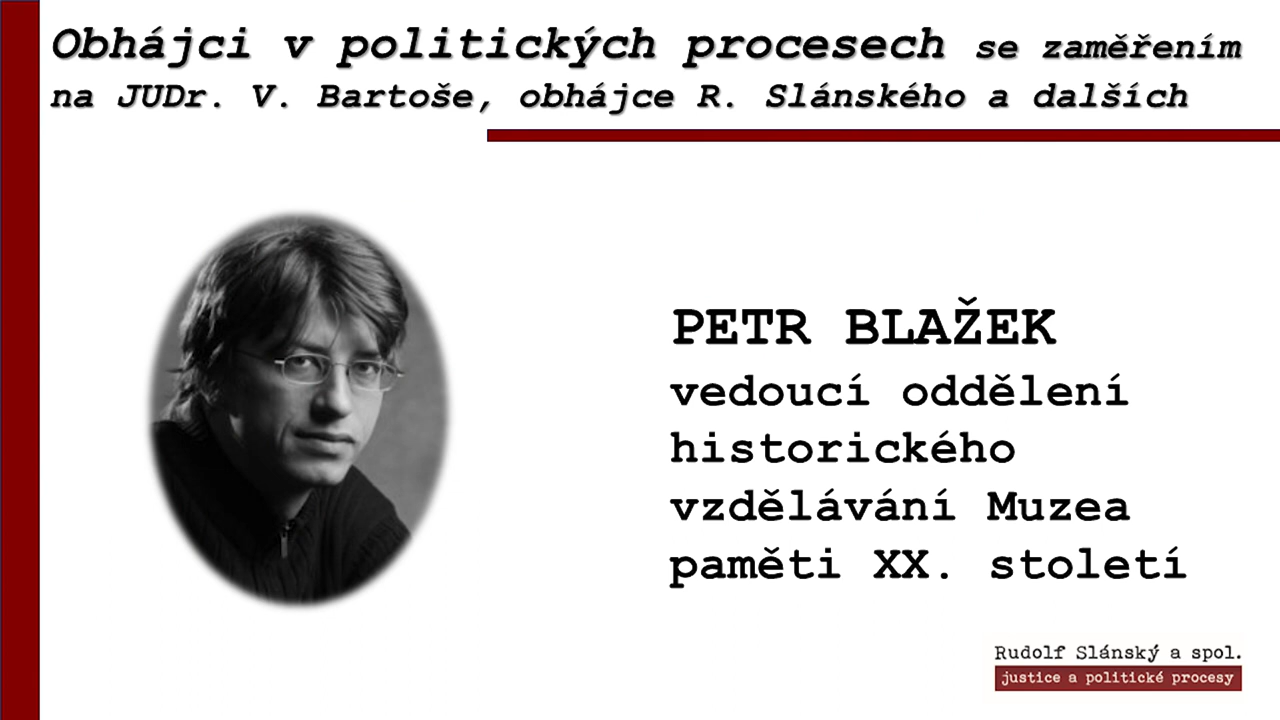 Obhájci v politických procesech se zaměřením
na JUDr. V. Bartoše, obhájce R. Slánského a dalších
PETR BLAŽEK
vedoucí oddělení
historického
vzdělávání Muzea
paměti XX. století
Rudolf Slánský a spol.
justice a politické procesy